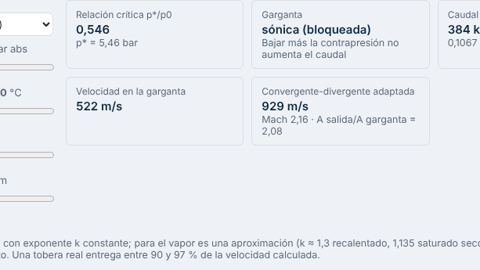 Relación crítica p*/p0
0,546
p* = 5,46 bar
Garganta
sónica (bloqueada)
Bajar más la contrapresión no
aumenta el caudal
Caudal
384 k
0,1067
)
ar abs
0 °C
m
Velocidad en la garganta
522 m/s
Convergente-divergente adaptada
929 m/s
Mach 2,16 · A salida/A garganta =
2,08
con exponente k constante; para el vapor es una aproximación (k ≈ 1,3 recalentado, 1,135 saturado sec
to. Una tobera real entrega entre 90 y 97 % de la velocidad calculada.